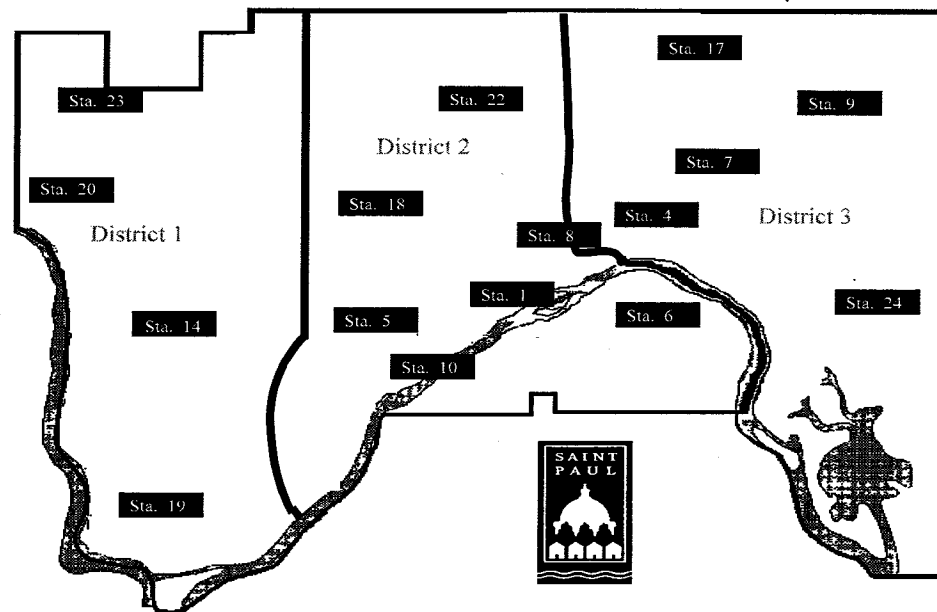 Sta. 17
Sta. 23
Sta. 22
Sta. 9
District 2
Sta. 7
Sta. 20
Sta. 18
Sta. 4
District 3
District 1
Sta. 8
Sta. 1
Sta. 24
Sta. 14
Sta. 5
Sta. 6
Sta. 10
SAINT
PAUL
Sta. 19